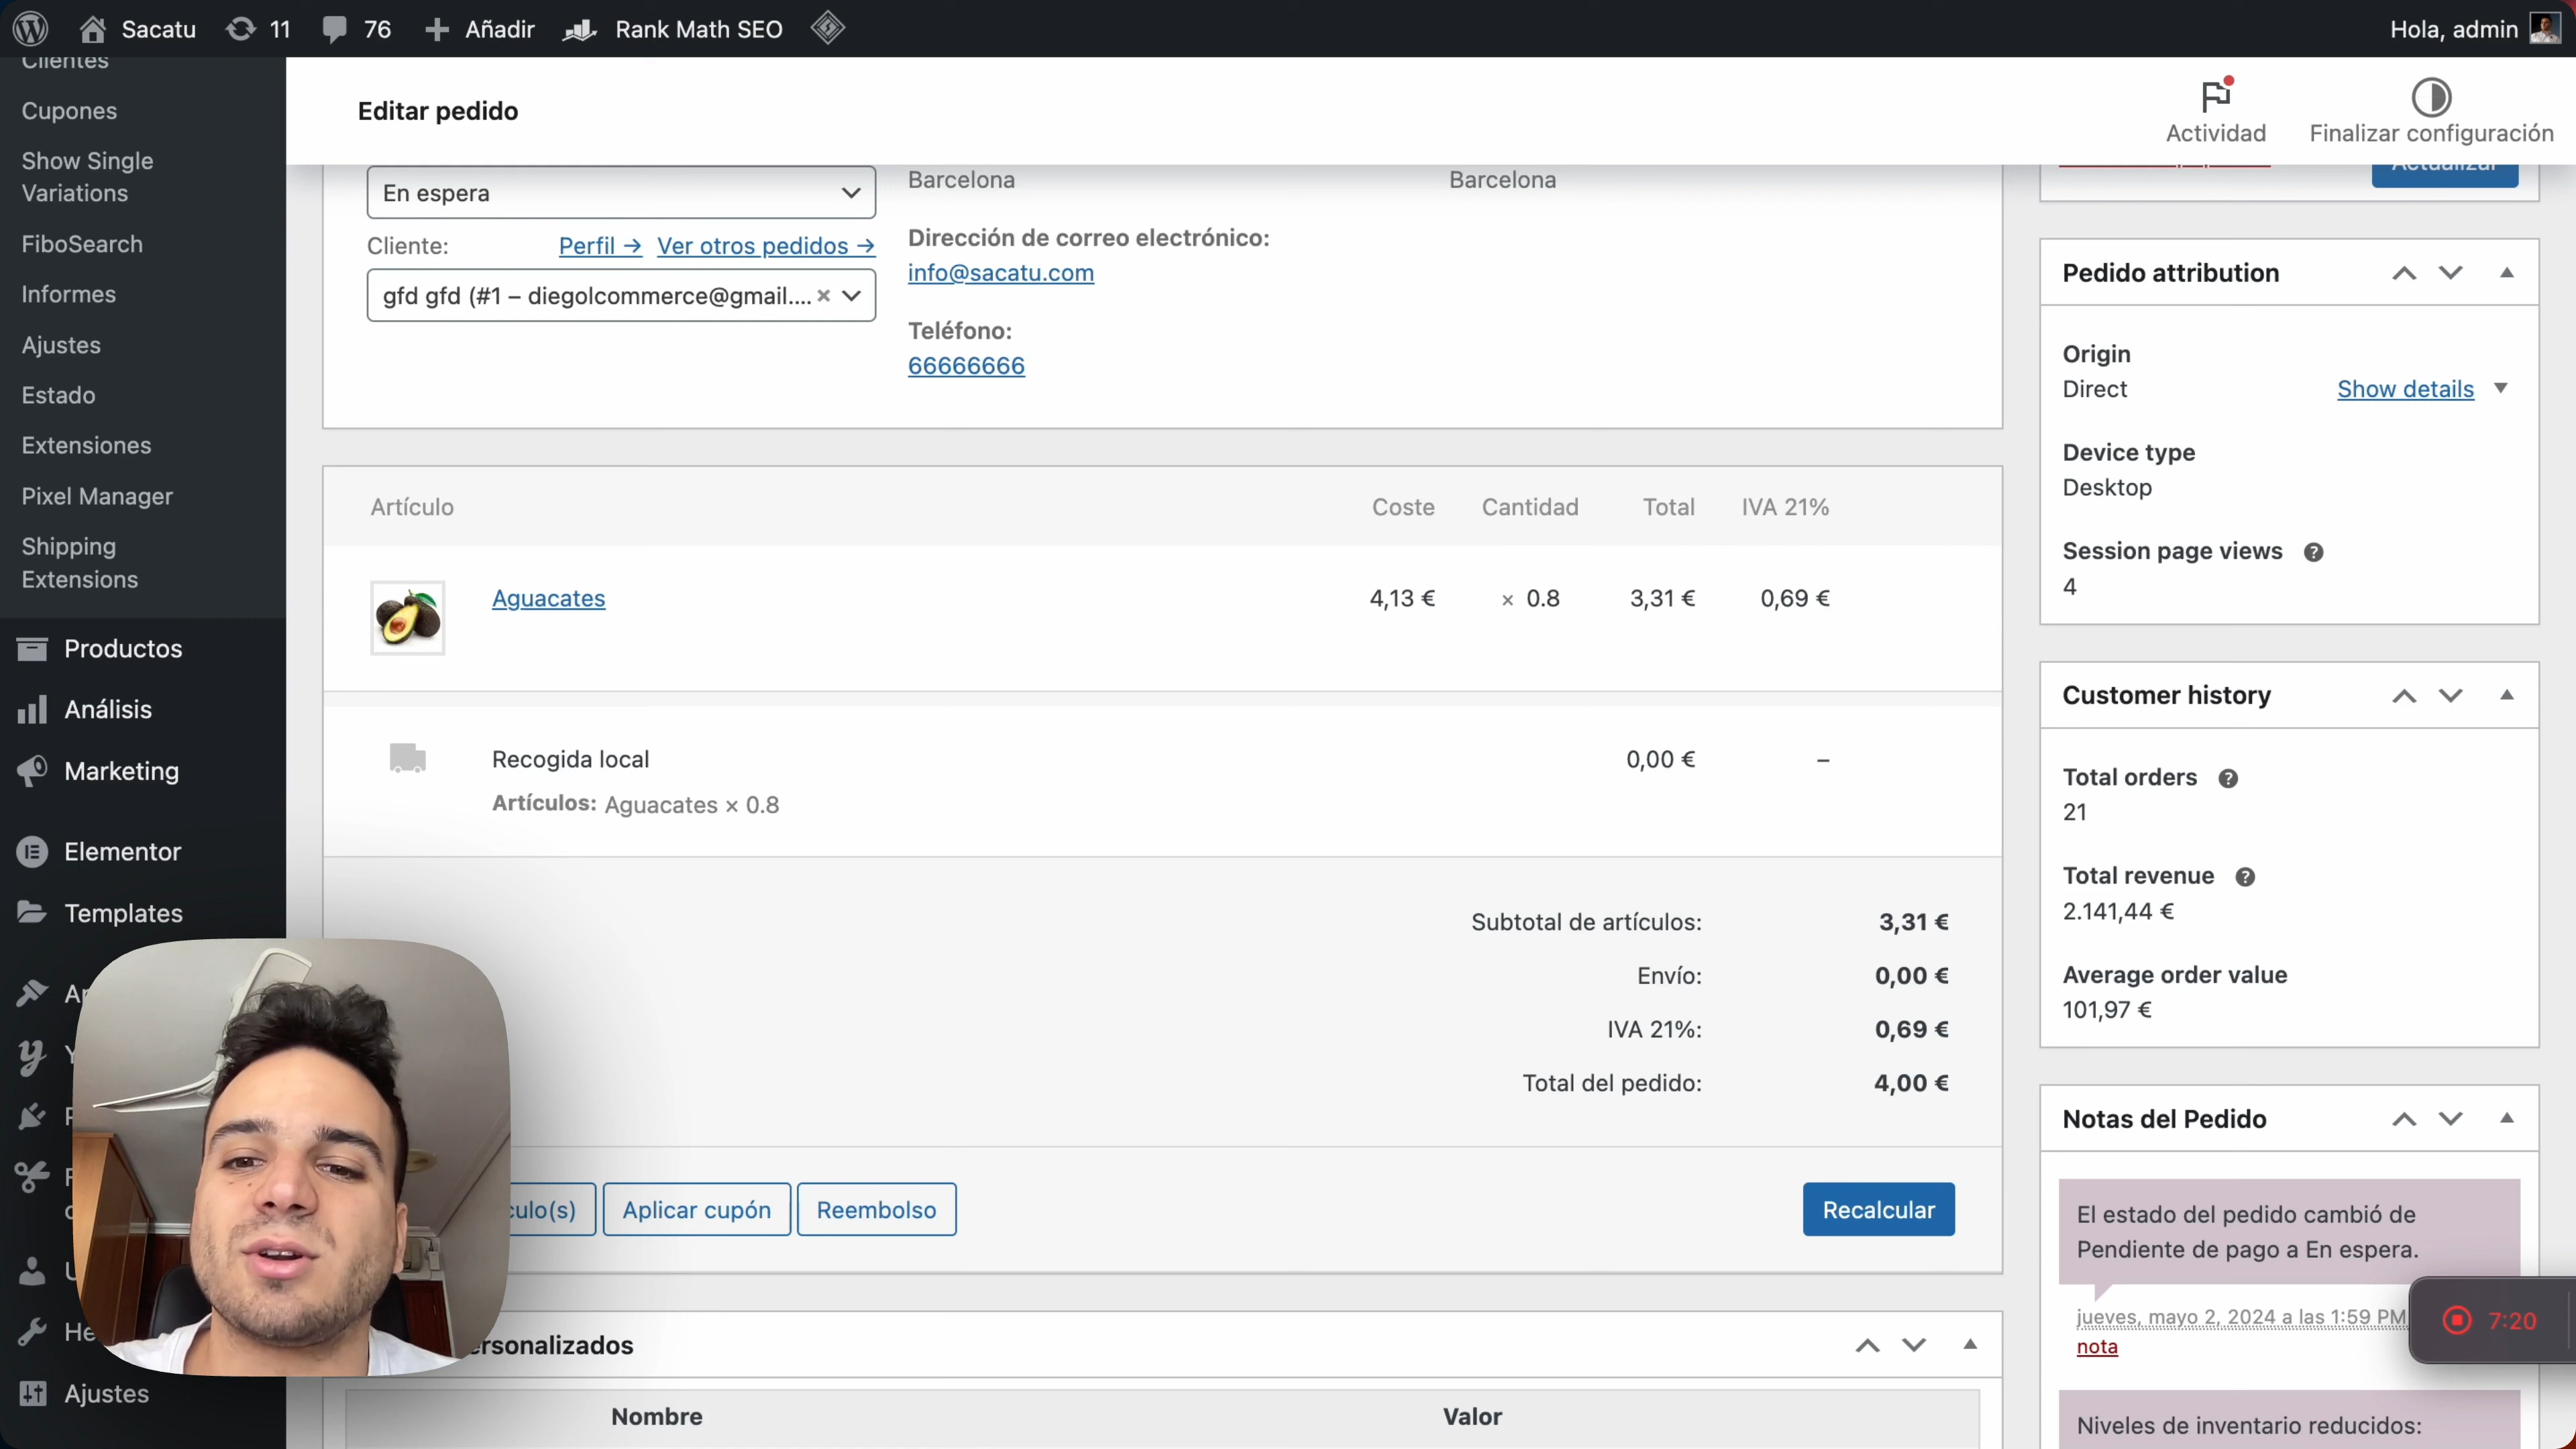 Sacatu 11 76 Añadir Rank Math SEO Hola, admin
Clientes
Cupones
Show Single
Variations
FiboSearch
Informes
Ajustes
Estado
Extensiones
Pixel Manager
Shipping
Extensions
Productos
Análisis
Marketing
Elementor
Templates
Ajustes
Editar pedido
Actividad
Finalizar configuración
En espera
Cliente: Perfil → Ver otros pedidos →
gfd gfd (#1 – diegolcommerce@gmail.... ×
Barcelona
Dirección de correo electrónico:
info@sacatu.com
Teléfono:
66666666
Barcelona
Artículo Coste Cantidad Total IVA 21%
Aguacates 4,13 € × 0.8 3,31 € 0,69 €
Recogida local 0,00 € –
Artículos: Aguacates × 0.8
Subtotal de artículos: 3,31 €
Envío: 0,00 €
IVA 21%: 0,69 €
Total del pedido: 4,00 €
culo(s) Aplicar cupón Reembolso Recalcular
ersonalizados
Nombre Valor
Actualizar
Pedido attribution
Origin
Direct Show details
Device type
Desktop
Session page views
4
Customer history
Total orders
21
Total revenue
2.141,44 €
Average order value
101,97 €
Notas del Pedido
El estado del pedido cambió de
Pendiente de pago a En espera.
jueves, mayo 2, 2024 a las 1:59 PM
nota
7:20
Niveles de inventario reducidos: